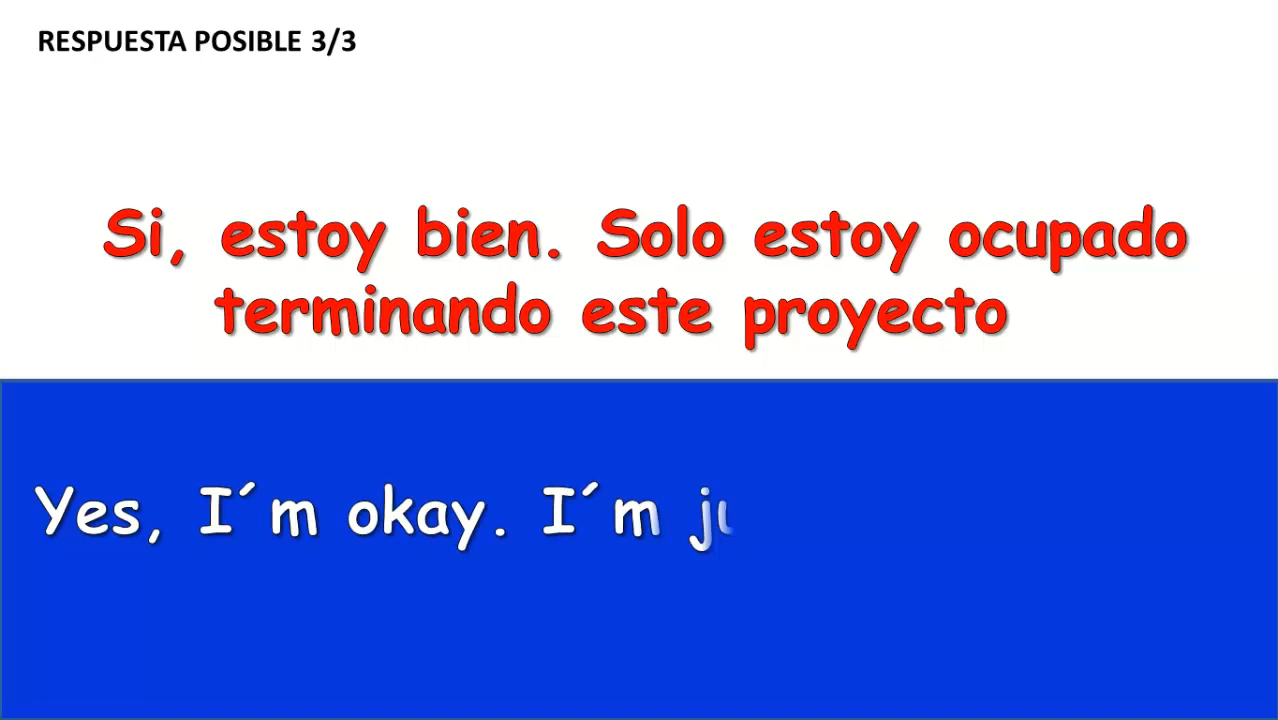 RESPUESTA POSIBLE 3/3
Si, estoy bien. Solo estoy ocupado
terminando este proyecto
Yes, I´m okay. I´m